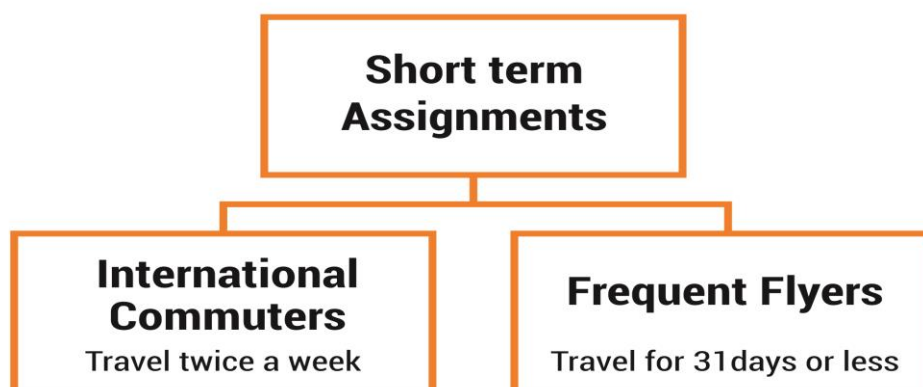 Short term
Assignments
International
Commuters
Travel twice a week
Frequent Flyers
Travel for 31days or less